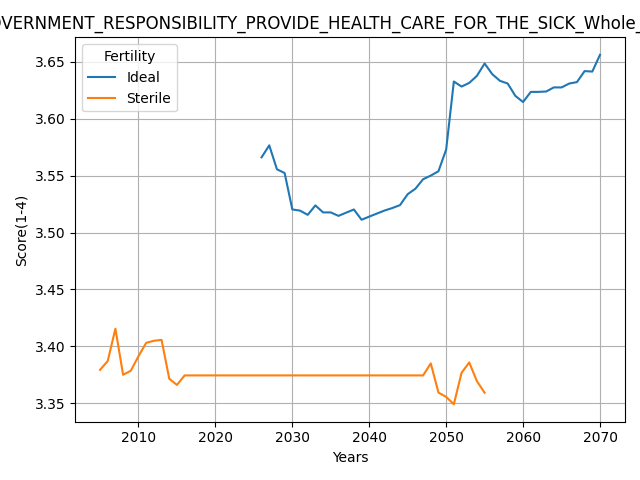 OVERNMENT_RESPONSIBILITY_PROVIDE_HEALTH_CARE_FOR_THE_SICK_Whole_
Fertility
Ideal
Sterile
3.65
3.60
3.55
3.50
3.45
3.40
3.35
Score(1-4)
2010 2020 2030 2040 2050 2060 2070
Years